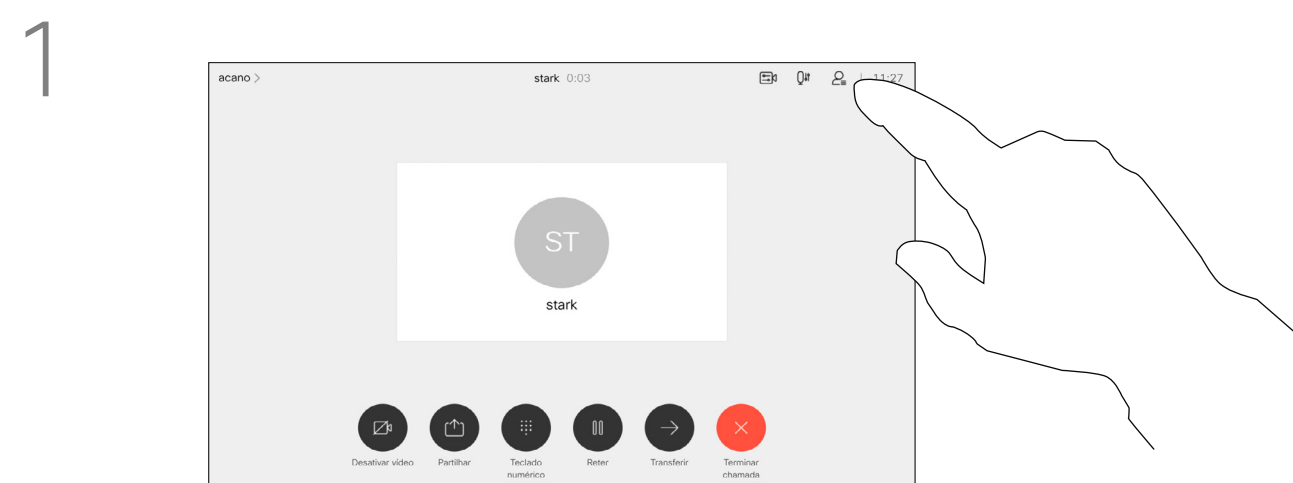 1
acano >
stark 0:03
11:27
ST
stark
Desativar vídeo
Partilhar
Teclado
numérico
Reter
Transferir
Terminar
chamada